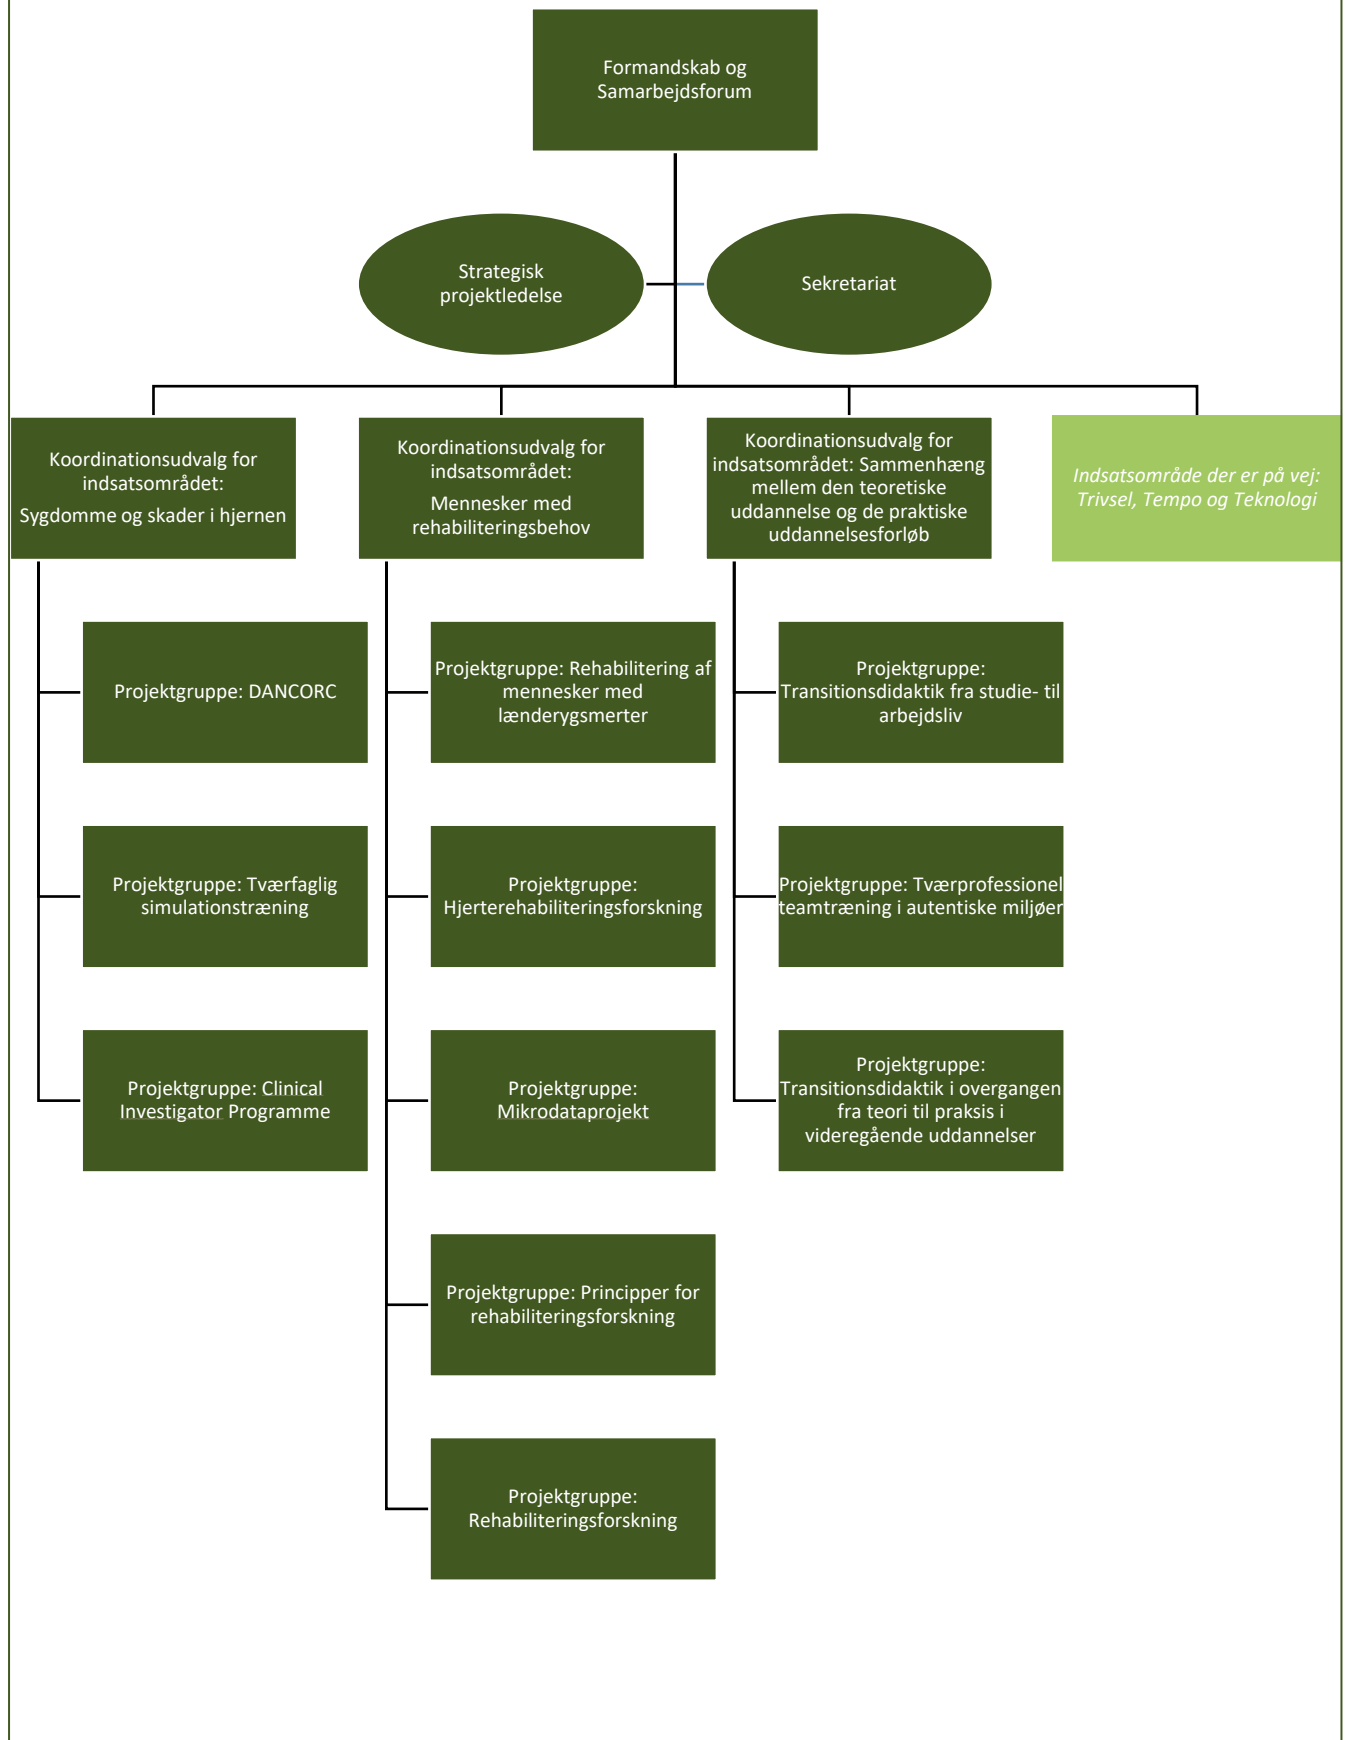 Formandskab og
Samarbejdsforum
Strategisk
projektledelse
Sekretariat
Koordinationsudvalg for
indsatsområdet:
Sygdomme og skader i hjernen
Koordinationsudvalg for
indsatsområdet:
Mennesker med
rehabiliteringsbehov
Koordinationsudvalg for
indsatsområdet: Sammenhæng
mellem den teoretiske
uddannelse og de praktiske
uddannelsesforløb
Indsatsområde der er på vej:
Trivsel, Tempo og Teknologi
Projektgruppe: DANCORC
Projektgruppe: Tværfaglig
simulationstræning
Projektgruppe: Clinical
Investigator Programme
Projektgruppe: Rehabilitering af
mennesker med
lænderygsmerter
Projektgruppe:
Hjerterehabiliteringsforskning
Projektgruppe:
Mikrodataprojekt
Projektgruppe: Principper for
rehabiliteringsforskning
Projektgruppe:
Rehabiliteringsforskning
Projektgruppe:
Transitionsdidaktik fra studie- til
arbejdsliv
Projektgruppe: Tværprofessionel
teamtræning i autentiske miljøer
Projektgruppe:
Transitionsdidaktik i overgangen
fra teori til praksis i
videregående uddannelser